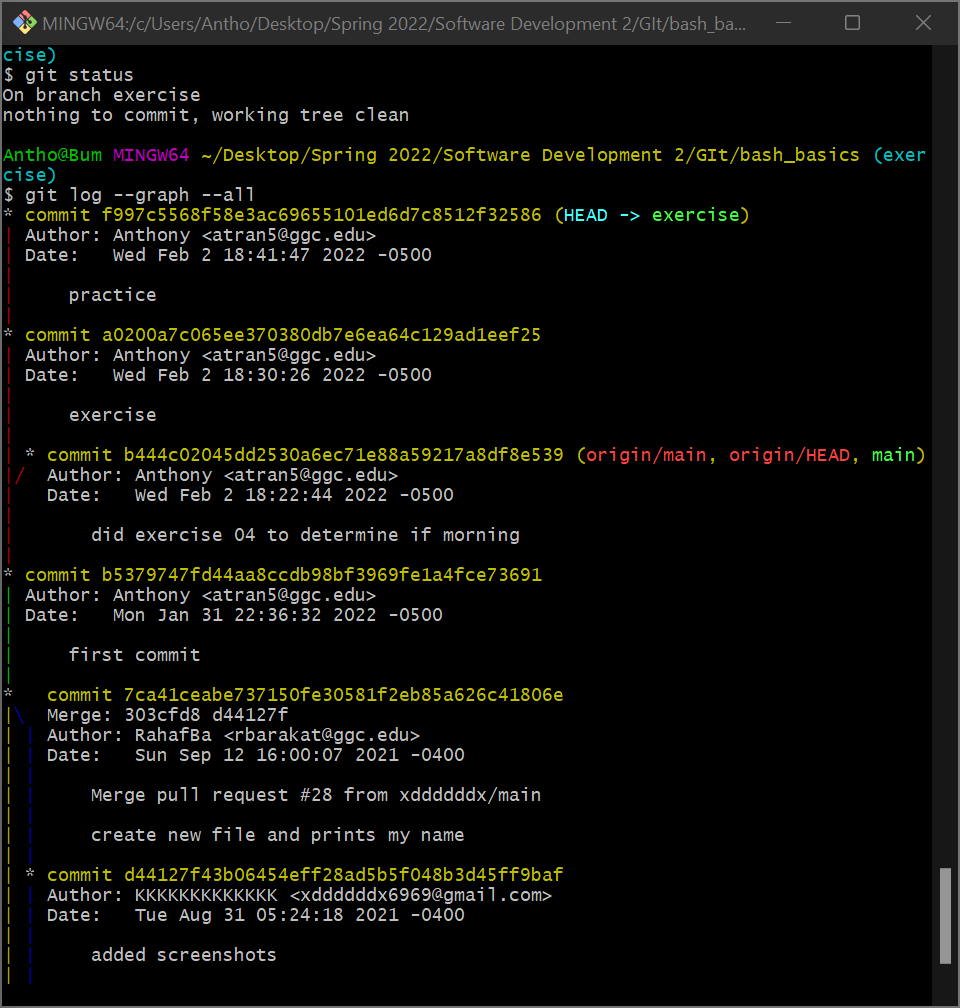 MINGW64:/c/Users/Antho/Desktop/Spring 2022/Software Development 2/GIt/bash_ba...
cise)
$ git status
On branch exercise
nothing to commit, working tree clean
Antho@Bum MINGW64 ~/Desktop/Spring 2022/Software Development 2/GIt/bash_basics (exer
cise)
$ git log --graph --all
* commit f997c5568f58e3ac69655101ed6d7c8512f32586 (HEAD -> exercise)
| Author: Anthony <atran5@ggc.edu>
| Date:   Wed Feb 2 18:41:47 2022 -0500
|
|     practice
|
* commit a0200a7c065ee370380db7e6ea64c129ad1eef25
| Author: Anthony <atran5@ggc.edu>
| Date:   Wed Feb 2 18:30:26 2022 -0500
|
|     exercise
|
| * commit b444c02045dd2530a6ec71e88a59217a8df8e539 (origin/main, origin/HEAD, main)
|/  Author: Anthony <atran5@ggc.edu>
|   Date:   Wed Feb 2 18:22:44 2022 -0500
|
|       did exercise 04 to determine if morning
|
* commit b5379747fd44aa8ccdb98bf3969fe1a4fce73691
| Author: Anthony <atran5@ggc.edu>
| Date:   Mon Jan 31 22:36:32 2022 -0500
|
|     first commit
|
*   commit 7ca41ceabe737150fe30581f2eb85a626c41806e
|\  Merge: 303cfd8 d44127f
| | Author: RahafBa <rbarakat@ggc.edu>
| | Date:   Sun Sep 12 16:00:07 2021 -0400
| |
| |     Merge pull request #28 from xddddddx/main
| |
| |     create new file and prints my name
| |
| * commit d44127f43b06454eff28ad5b5f048b3d45ff9baf
| | Author: KKKKKKKKKKKKK <xddddddx6969@gmail.com>
| | Date:   Tue Aug 31 05:24:18 2021 -0400
| |
| |     added screenshots
| |